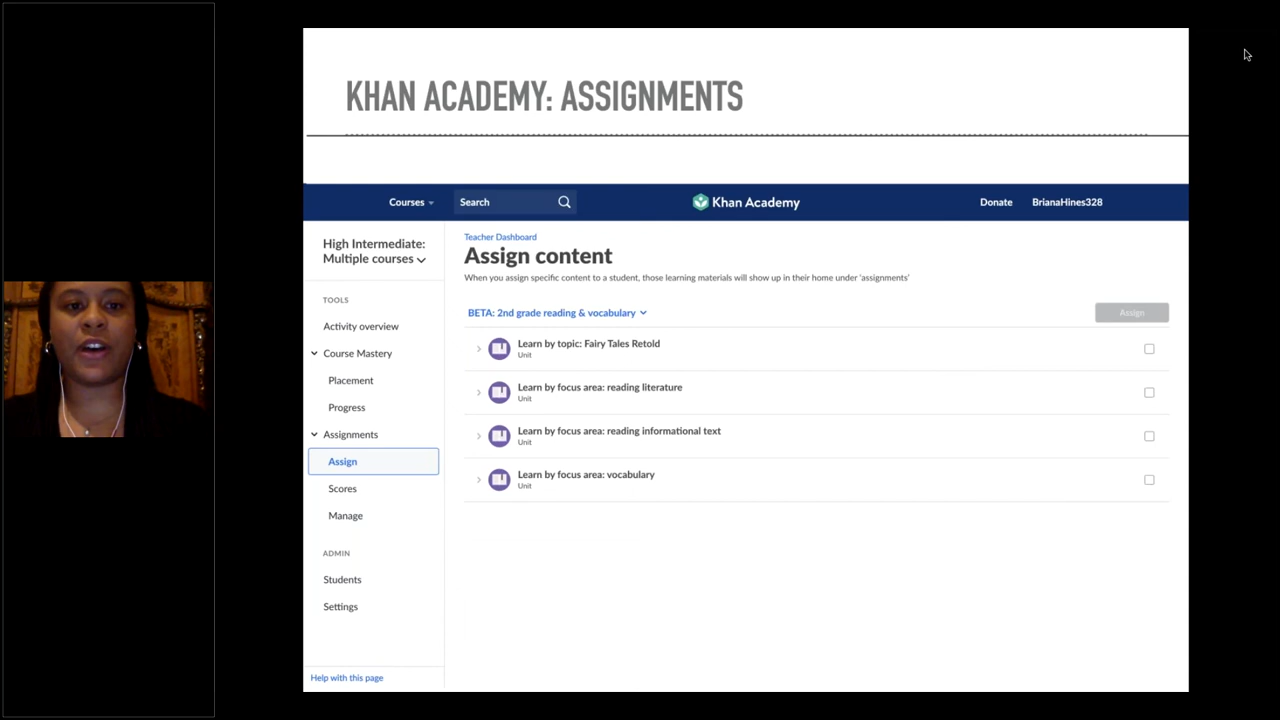 KHAN ACADEMY: ASSIGNMENTS
Courses
Search
Khan Academy
Donate
BrianaHines328
High Intermediate:
Multiple courses
TOOLS
Activity overview
Course Mastery
Placement
Progress
Assignments
Assign
Scores
Manage
ADMIN
Students
Settings
Help with this page
Teacher Dashboard
Assign content
When you assign specific content to a student, those learning materials will show up in their home under 'assignments'
BETA: 2nd grade reading & vocabulary
Assign
Learn by topic: Fairy Tales Retold
Unit
Learn by focus area: reading literature
Unit
Learn by focus area: reading informational text
Unit
Learn by focus area: vocabulary
Unit